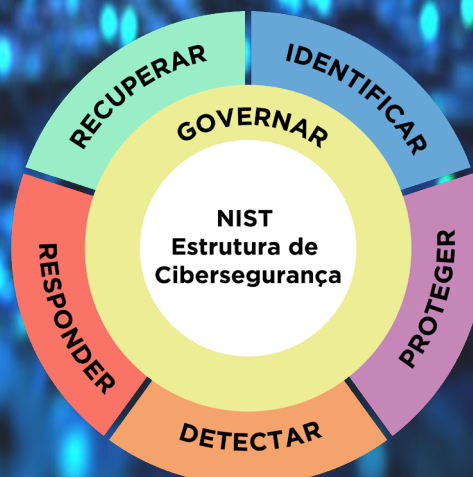 RECUPERAR
IDENTIFICAR
GOVERNAR
NIST
Estrutura de
Cibersegurança
RESPONDER
PROTEGER
DETECTAR